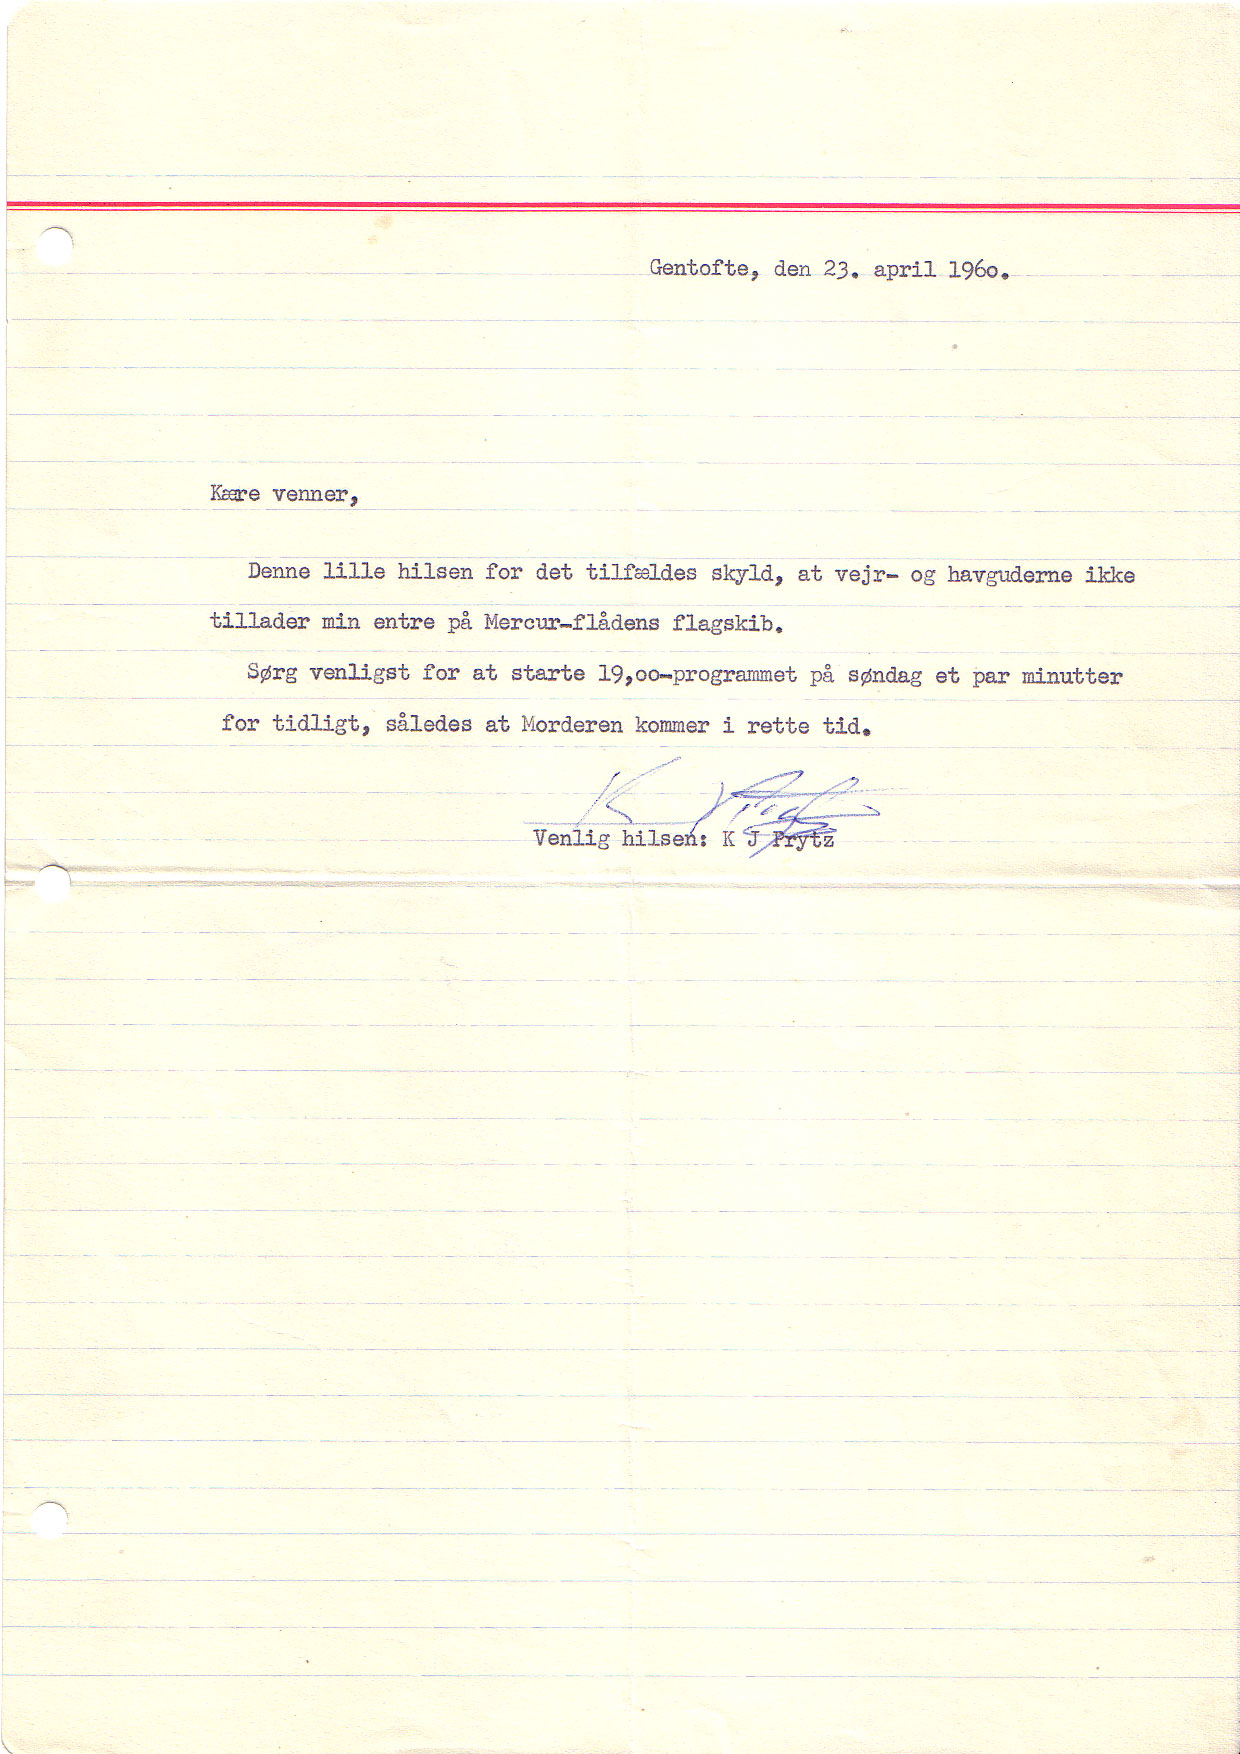 Gentofte, den 23. april 196o.
Kære venner,
Denne lille hilsen for det tilfældes skyld, at vejr- og havguderne ikke
tillader min entre på Mercur-flådens flagskib.
Sørg venligst for at starte 19,oo-programmet på søndag et par minutter
for tidligt, således at Morderen kommer i rette tid.
Venlig hilsen: K J Prytz